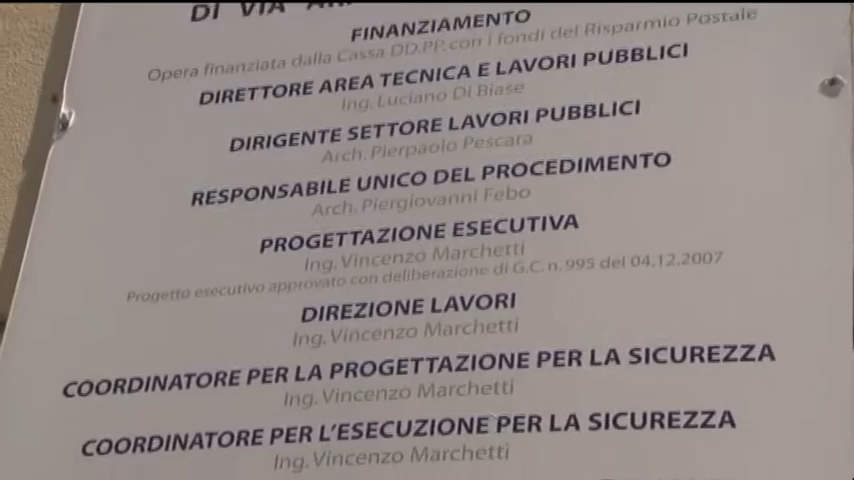 DI VIA
FINANZIAMENTO
Opera finanziata dalla Cassa DD.PP. con i fondi del Risparmio Postale
DIRETTORE AREA TECNICA E LAVORI PUBBLICI
Ing. Luciano Di Biase
DIRIGENTE SETTORE LAVORI PUBBLICI
Arch. Pierpaolo Pescara
RESPONSABILE UNICO DEL PROCEDIMENTO
Arch. Piergiovanni Febo
PROGETTAZIONE ESECUTIVA
Ing. Vincenzo Marchetti
Progetto esecutivo approvato con deliberazione di G.C. n. 995 del 04.12.2007
DIREZIONE LAVORI
Ing. Vincenzo Marchetti
COORDINATORE PER LA PROGETTAZIONE PER LA SICUREZZA
Ing. Vincenzo Marchetti
COORDINATORE PER L'ESECUZIONE PER LA SICUREZZA
Ing. Vincenzo Marchetti